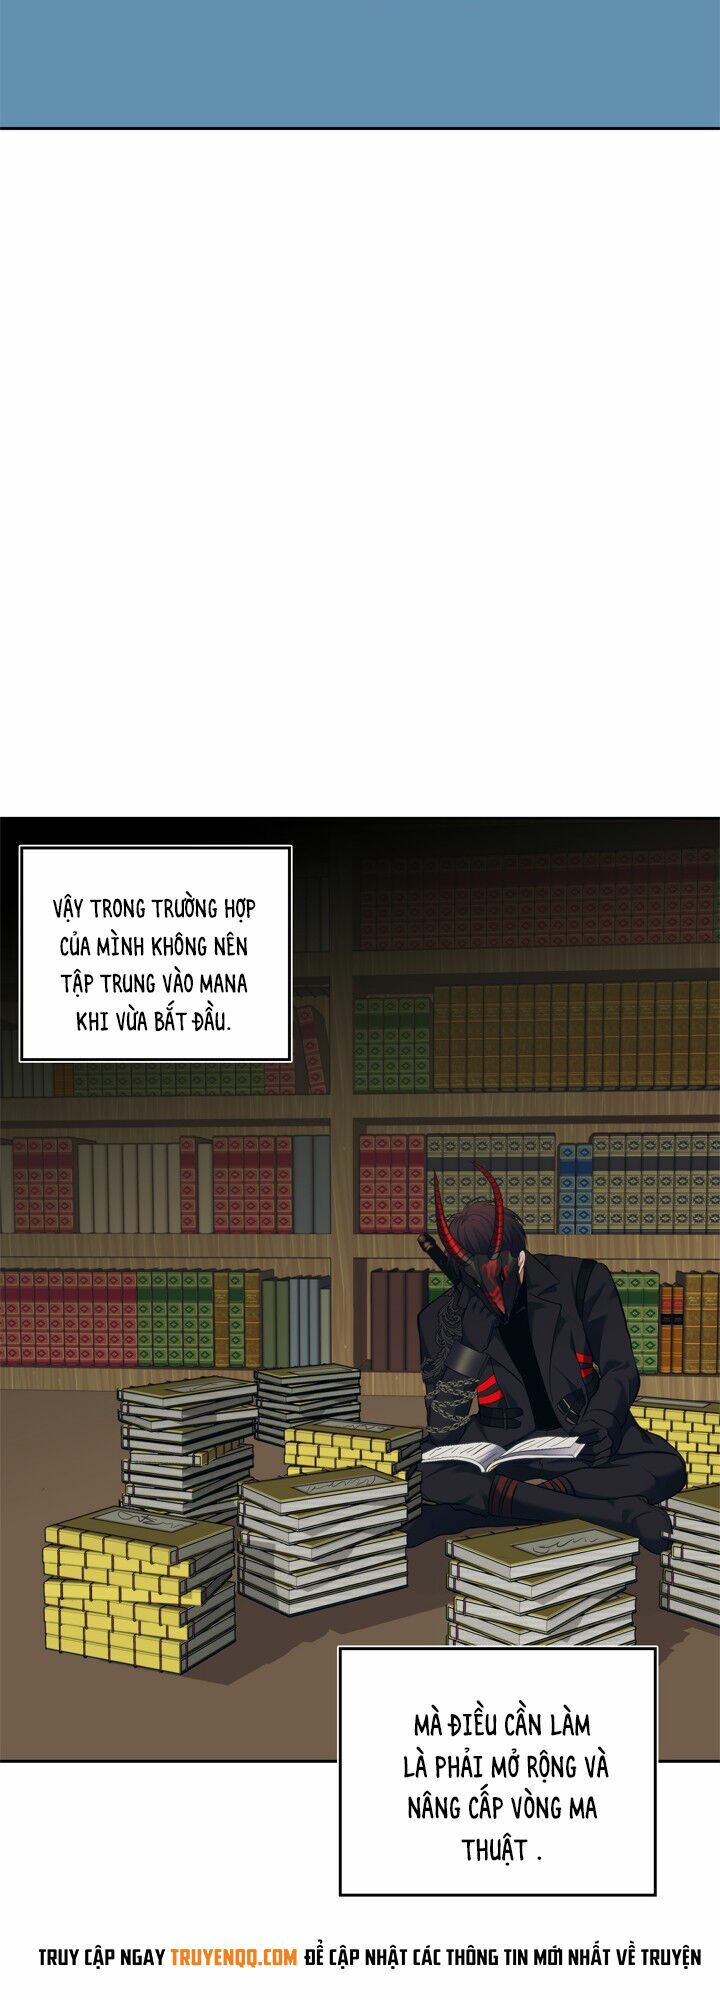 VẬY TRONG TRƯỜNG HỢP
CỦA MÌNH KHÔNG NÊN
TẬP TRUNG VÀO MANA
KHI VỪA BẮT ĐẦU.
MÀ ĐIỀU CẦN LÀM
LÀ PHẢI MỞ RỘNG VÀ
NÂNG CẤP VÒNG MA
THUẬT .
TRUY CẬP NGAY TRUYENQQ.COM ĐỂ CẬP NHẬT CÁC THÔNG TIN MỚI NHẤT VỀ TRUYỆN